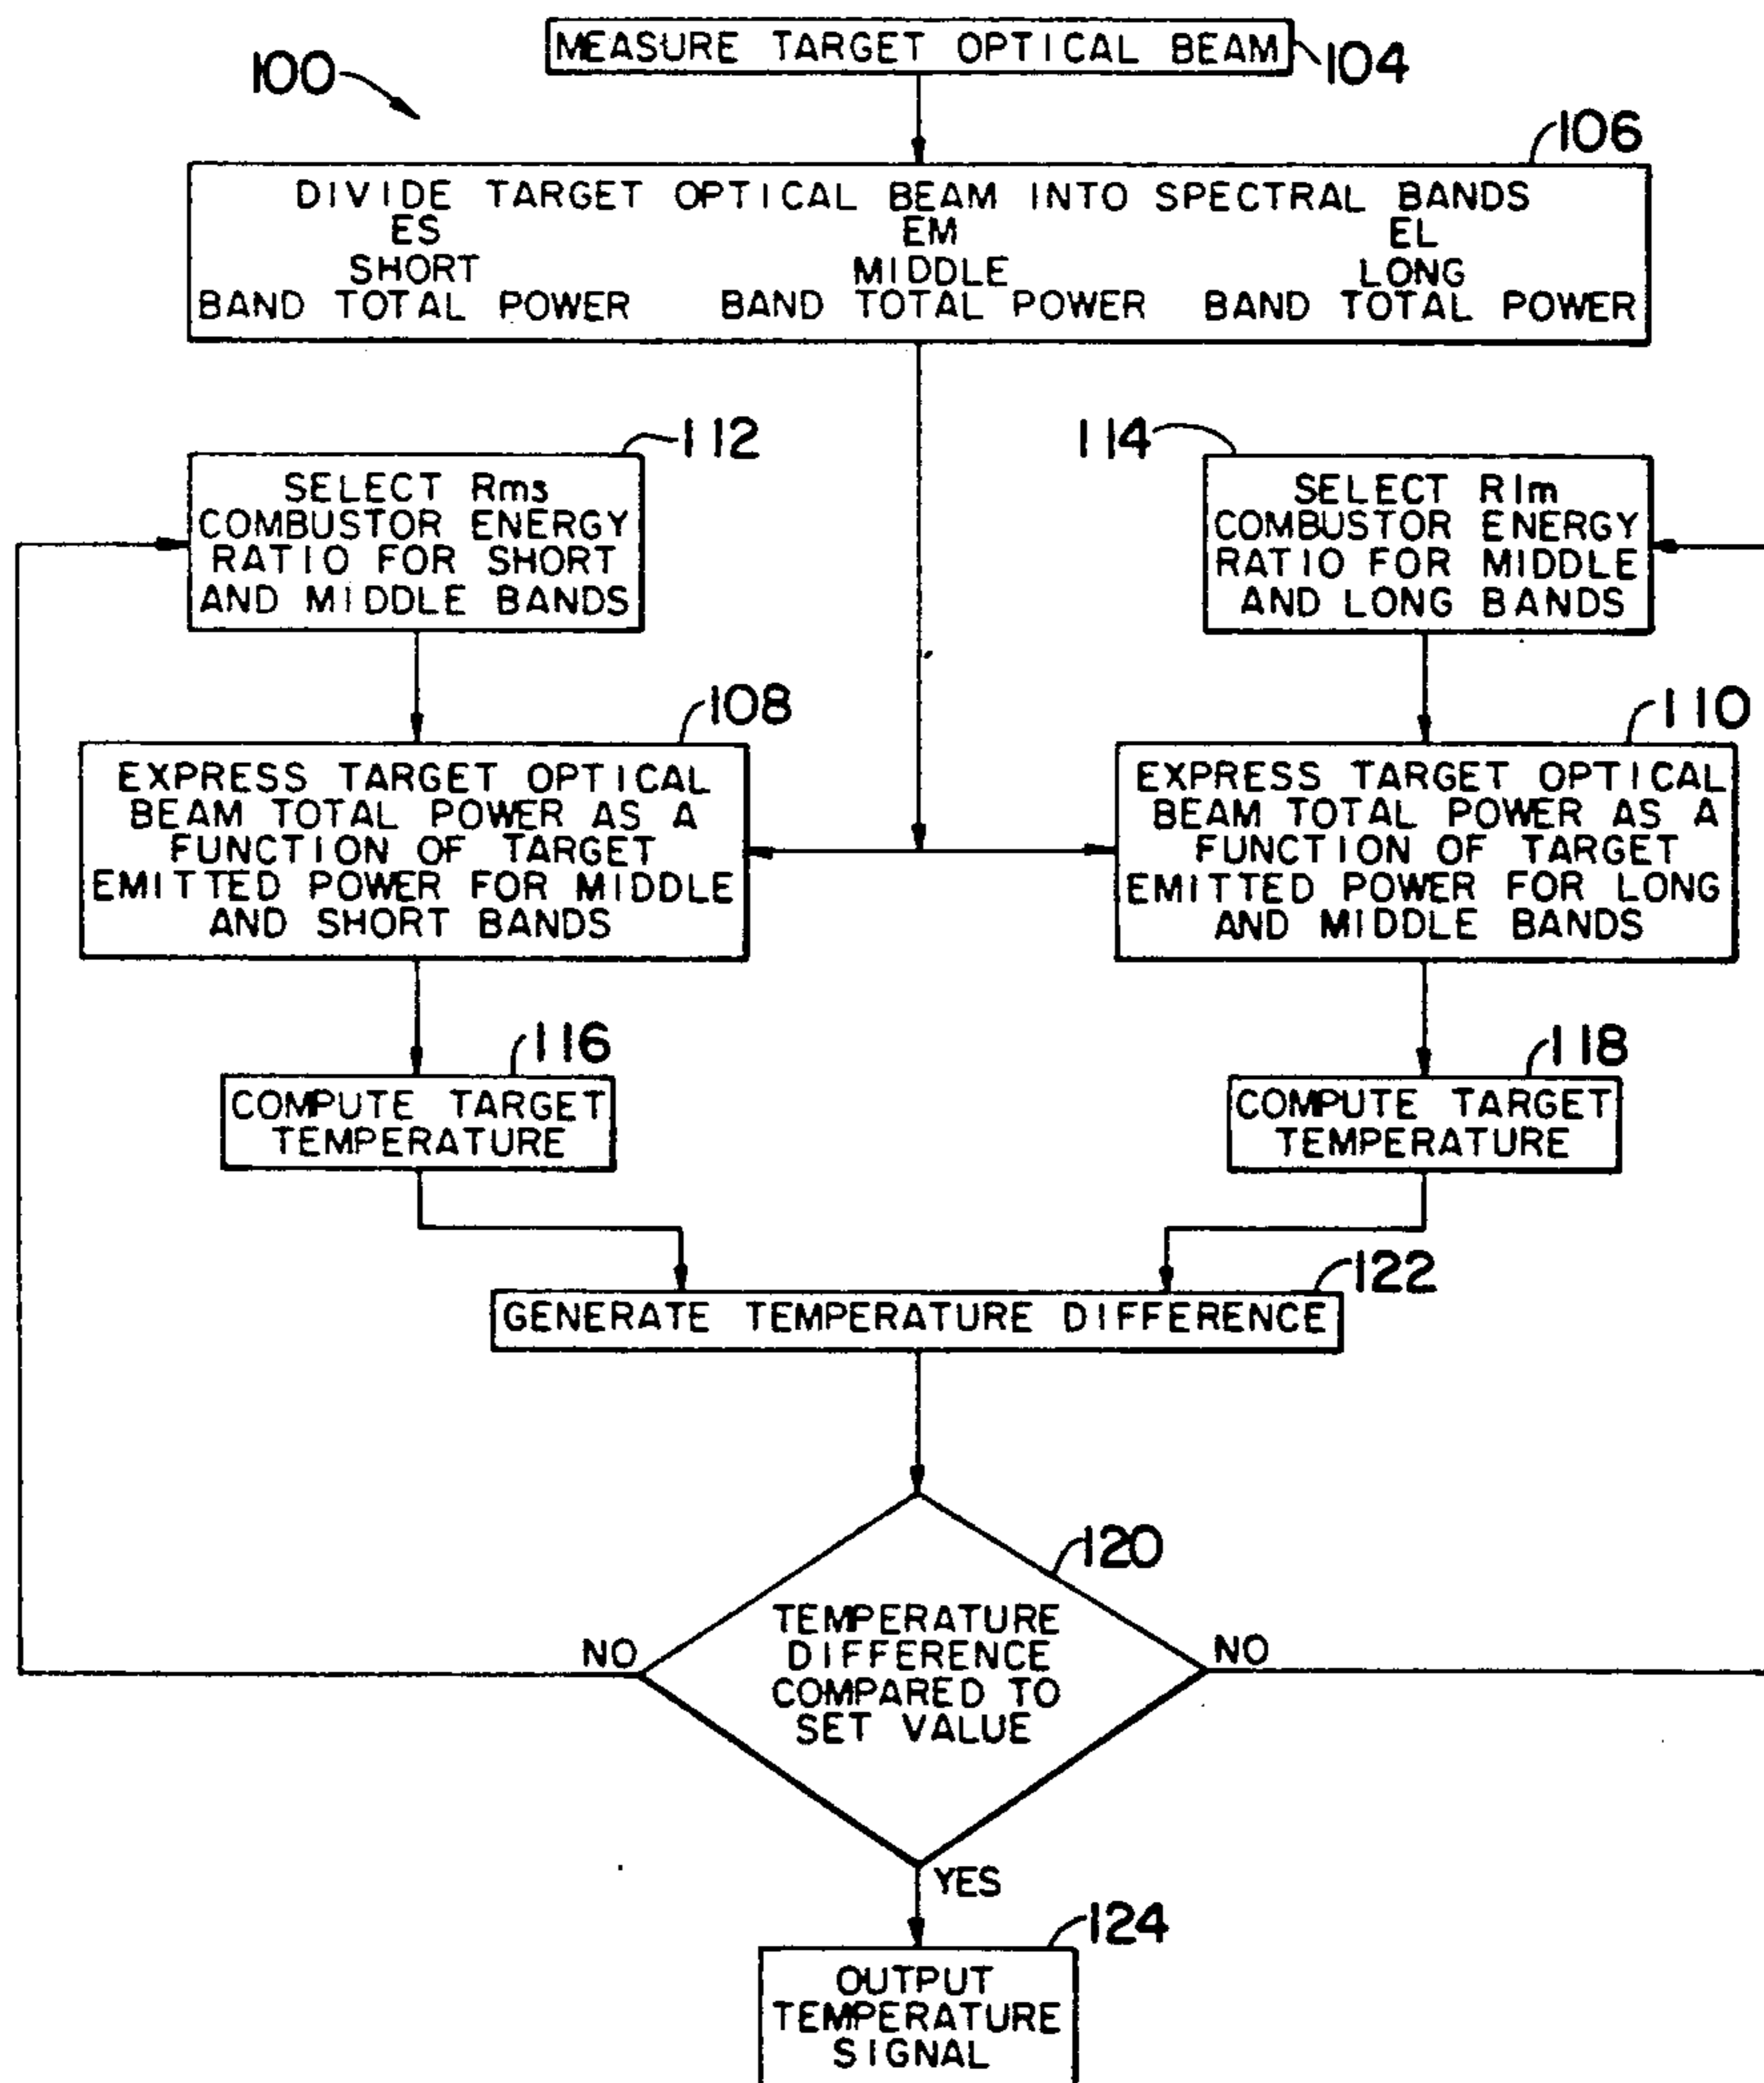 MEASURE TARGET OPTICAL BEAM
104
100
106
DIVIDE TARGET OPTICAL BEAM INTO SPECTRAL BANDS
ES EM EL
SHORT MIDDLE LONG
BAND TOTAL POWER BAND TOTAL POWER BAND TOTAL POWER
112
SELECT Rms
COMBUSTOR ENERGY
RATIO FOR SHORT
AND MIDDLE BANDS
114
SELECT Rlm
COMBUSTOR ENERGY
RATIO FOR MIDDLE
AND LONG BANDS
108
EXPRESS TARGET OPTICAL
BEAM TOTAL POWER AS A
FUNCTION OF TARGET
EMITTED POWER FOR MIDDLE
AND SHORT BANDS
110
EXPRESS TARGET OPTICAL
BEAM TOTAL POWER AS A
FUNCTION OF TARGET
EMITTED POWER FOR LONG
AND MIDDLE BANDS
116
COMPUTE TARGET
TEMPERATURE
118
COMPUTE TARGET
TEMPERATURE
122
GENERATE TEMPERATURE DIFFERENCE
120
TEMPERATURE
DIFFERENCE
COMPARED TO
SET VALUE
NO
NO
YES
124
OUTPUT
TEMPERATURE
SIGNAL